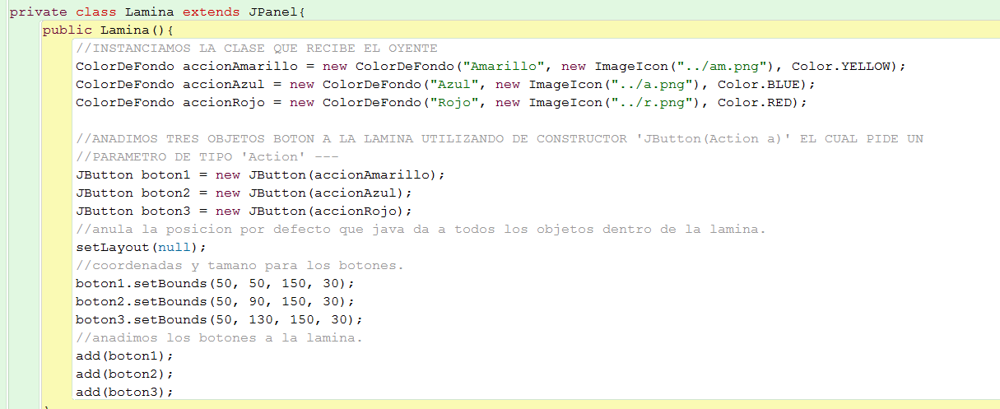 private class Lamina extends JPanel{
public Lamina(){
//INSTANCIAMOS LA CLASE QUE RECIBE EL OYENTE
ColorDeFondo accionAmarillo = new ColorDeFondo("Amarillo", new ImageIcon("../am.png"), Color.YELLOW);
ColorDeFondo accionAzul = new ColorDeFondo("Azul", new ImageIcon("../a.png"), Color.BLUE);
ColorDeFondo accionRojo = new ColorDeFondo("Rojo", new ImageIcon("../r.png"), Color.RED);
//ANADIMOS TRES OBJETOS BOTON A LA LAMINA UTILIZANDO DE CONSTRUCTOR 'JButton(Action a)' EL CUAL PIDE UN
//PARAMETRO DE TIPO 'Action' ---
JButton boton1 = new JButton(accionAmarillo);
JButton boton2 = new JButton(accionAzul);
JButton boton3 = new JButton(accionRojo);
//anula la posicion por defecto que java da a todos los objetos dentro de la lamina.
setLayout(null);
//coordenadas y tamano para los botones.
boton1.setBounds(50, 50, 150, 30);
boton2.setBounds(50, 90, 150, 30);
boton3.setBounds(50, 130, 150, 30);
//anadimos los botones a la lamina.
add(boton1);
add(boton2);
add(boton3);